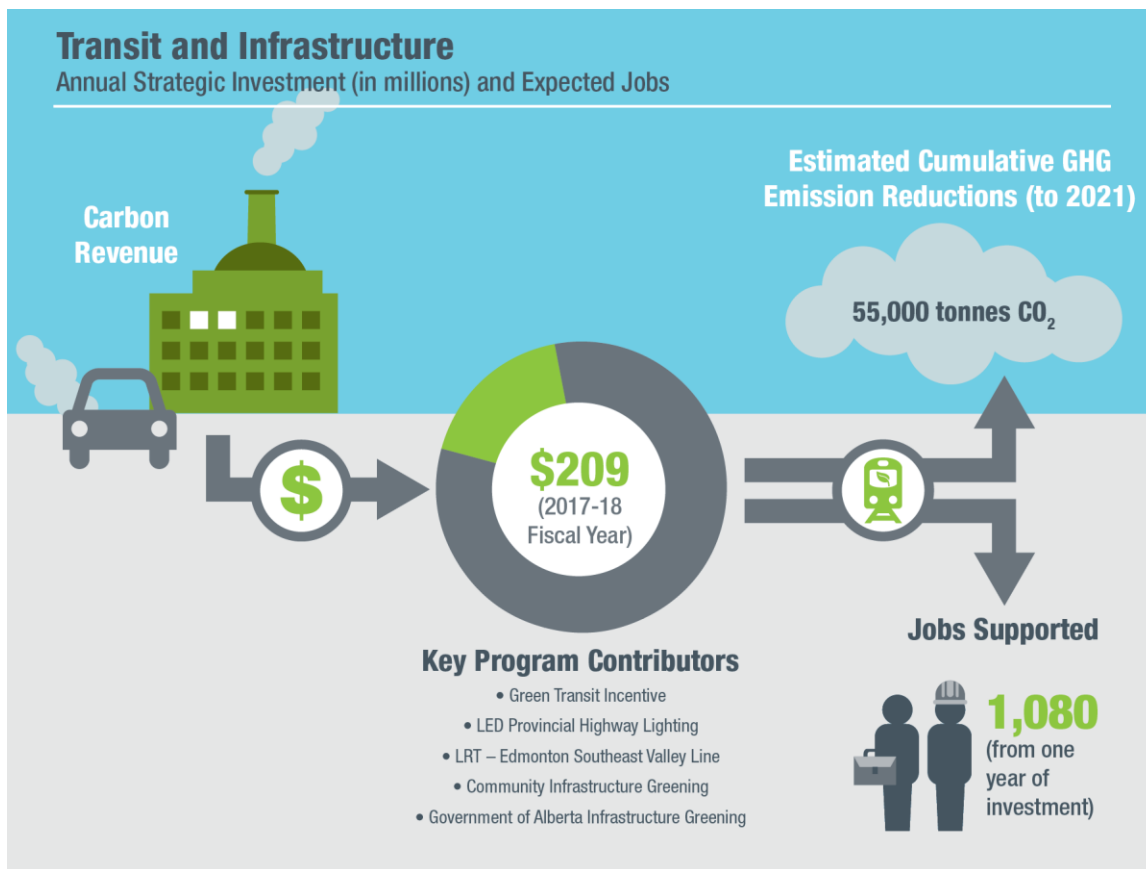 Transit and Infrastructure
Annual Strategic Investment (in millions) and Expected Jobs
Carbon
Revenue
Estimated Cumulative GHG
Emission Reductions (to 2021)
55,000 tonnes CO₂
$
$209
(2017-18
Fiscal Year)
Key Program Contributors
• Green Transit Incentive
• LED Provincial Highway Lighting
• LRT – Edmonton Southeast Valley Line
• Community Infrastructure Greening
• Government of Alberta Infrastructure Greening
Jobs Supported
1,080
(from one
year of
investment)